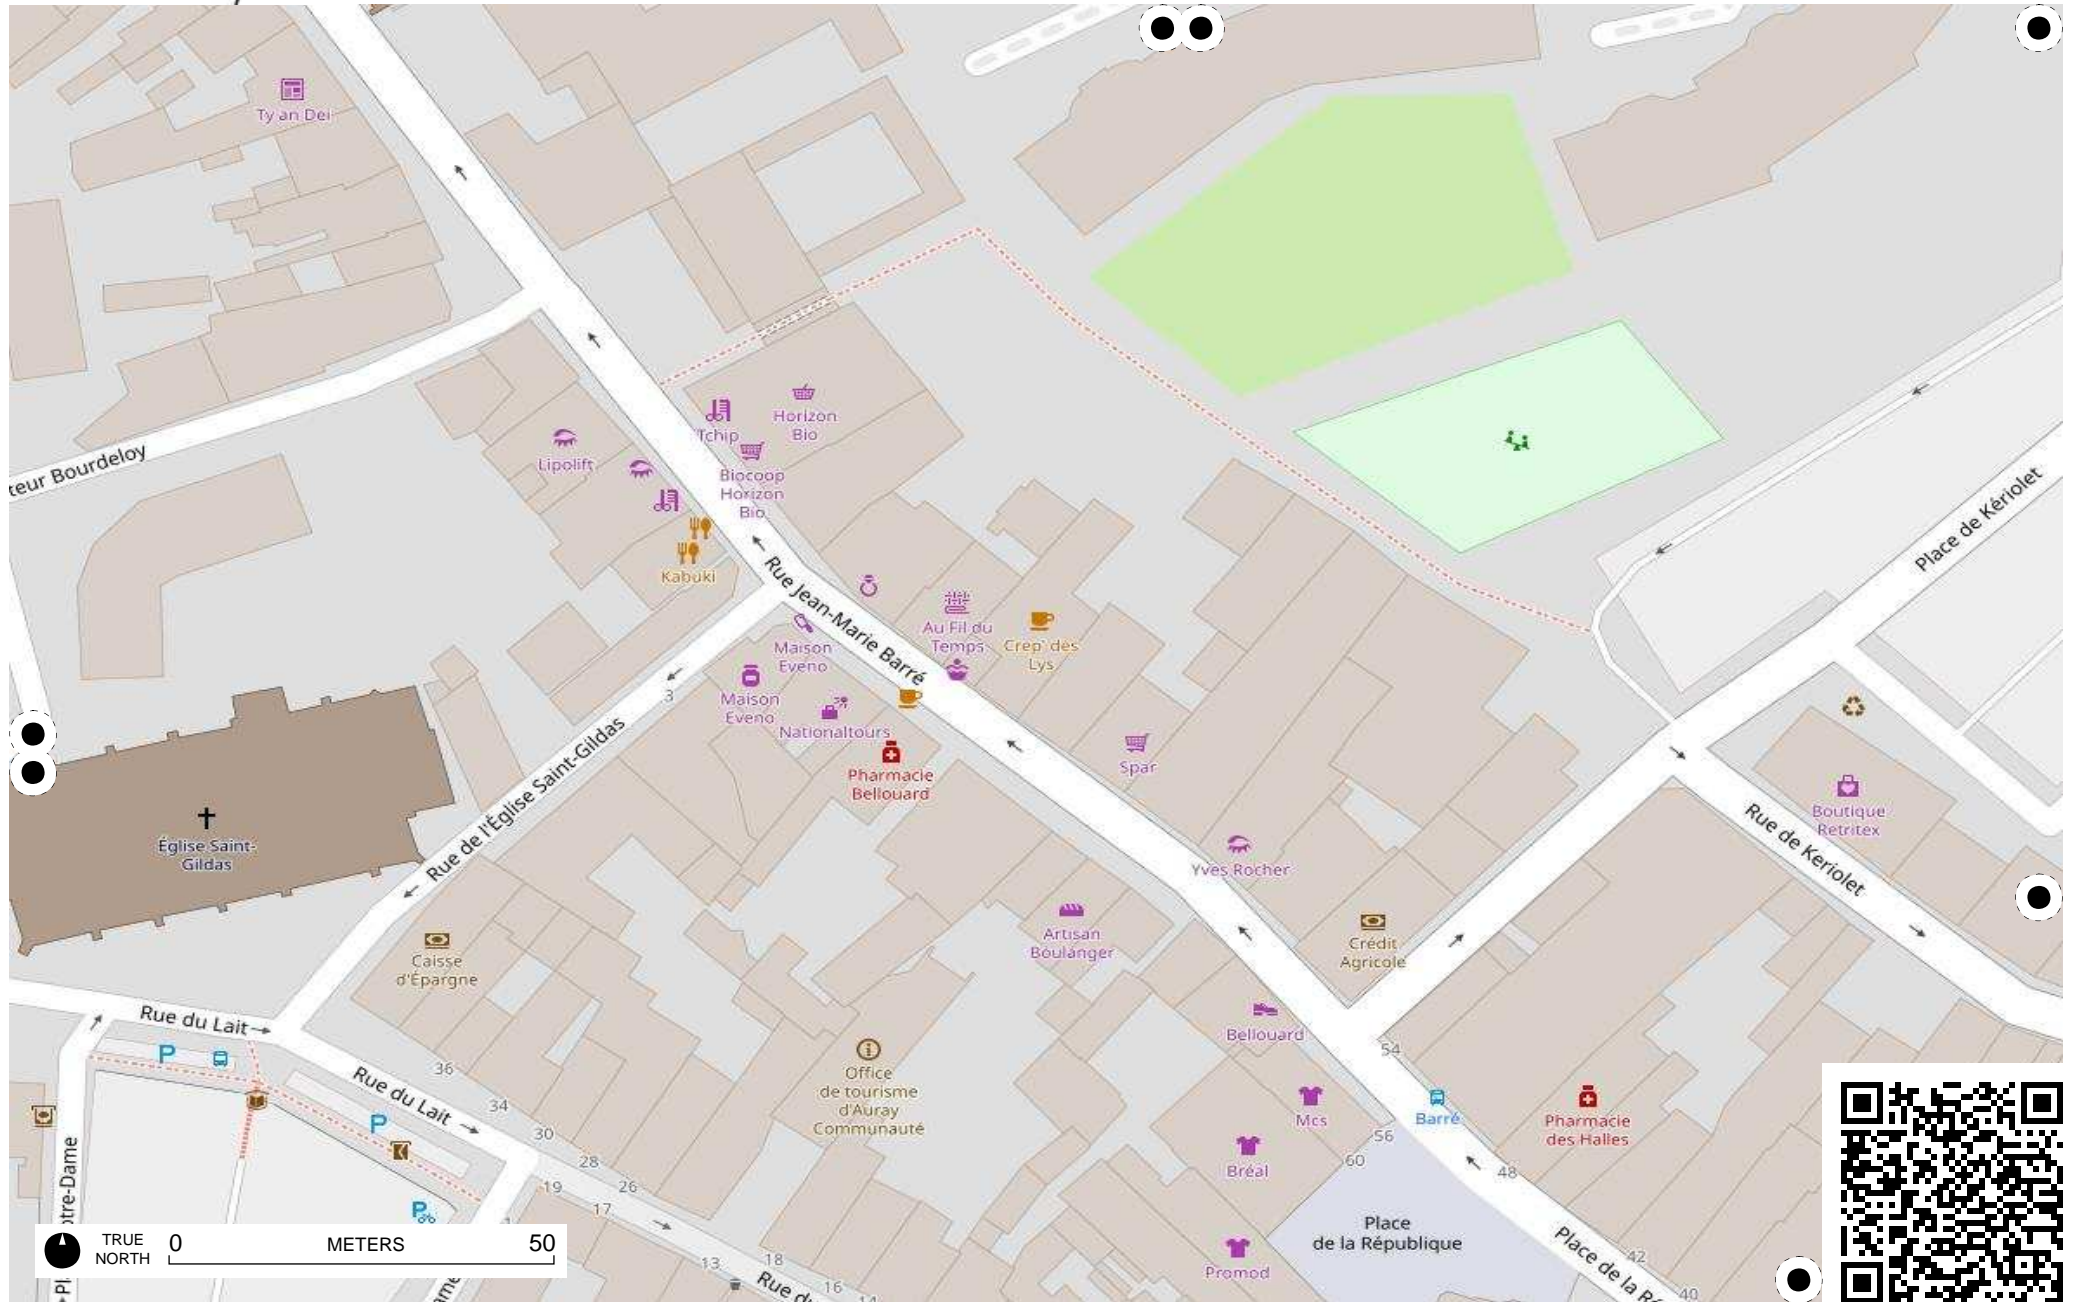 Ty an Dei
teur Bourdeloy
Lipolift
Tchip
Horizon
Bio
Biocoop
Horizon
Bio
Kabuki
Place de Kériolet
Rue Jean-Marie Barré
Au Fil du
Temps
Crep' des
Lys
Maison
Eveno
Maison
Eveno
Nationaltours
3
Pharmacie
Bellouard
Spar
Église Saint-
Gildas
Rue de l'Église Saint-Gildas
Yves Rocher
Boutique
Retritex
Rue de Keriolet
Artisan
Boulanger
Crédit
Agricole
Caisse
d'Épargne
Rue du Lait
Bellouard
54
P
36
Office
de tourisme
d'Auray
Communauté
Rue du Lait
34
P
Mcs
Barré
Pharmacie
des Halles
30
56
28
Bréal
60
48
19
26
17
P
otre-Dame
Place
de la République
TRUE
NORTH
0
METERS
50
13
18
16
Promod
42
40